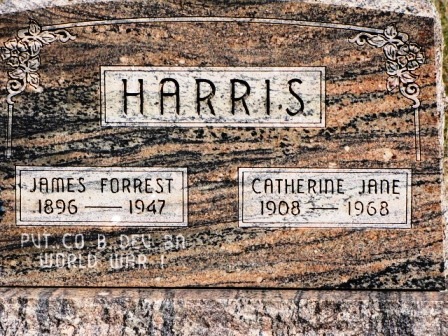 HARRIS
JAMES FORREST
1896 — 1947
CATHERINE JANE
1908 — 1968
PVT. CO B. DEV. BN
WORLD WAR I